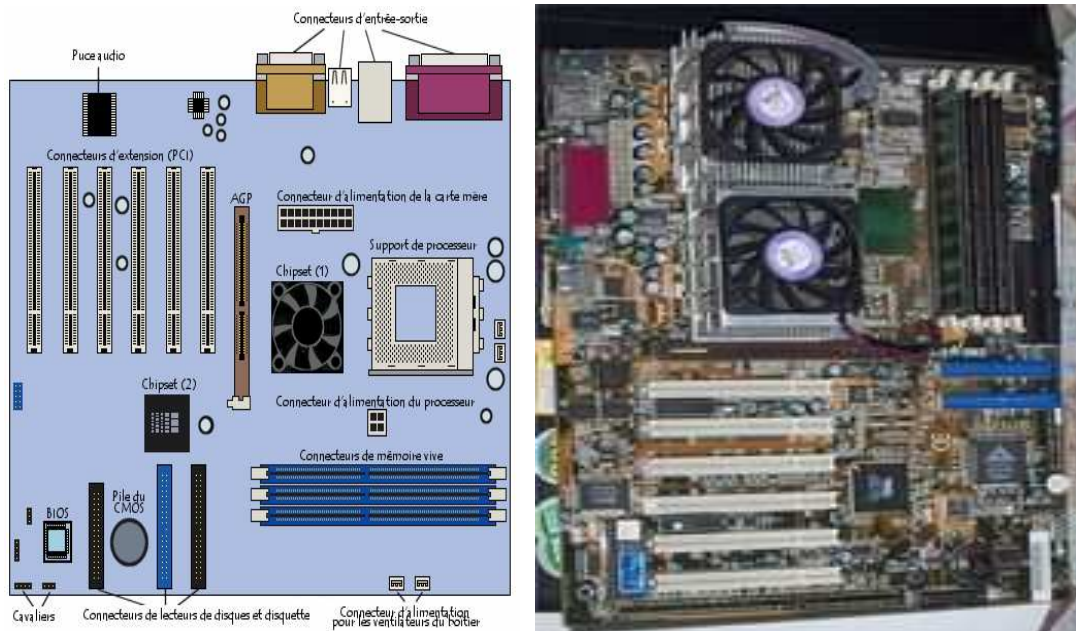 Connecteurs d'entrée-sortie
Puce audio
Connecteurs d'extension (PCI)
AGP
Connecteur d'alimentation de la carte mère
Support de processeur
Chipset (1)
Chipset (2)
Connecteur d'alimentation du processeur
Connecteurs de mémoire vive
Pile du
CMOS
BIOS
Cavaliers
Connecteurs de lecteurs de disques et disquette
Connecteur d'alimentation
pour les ventilateurs du boîtier